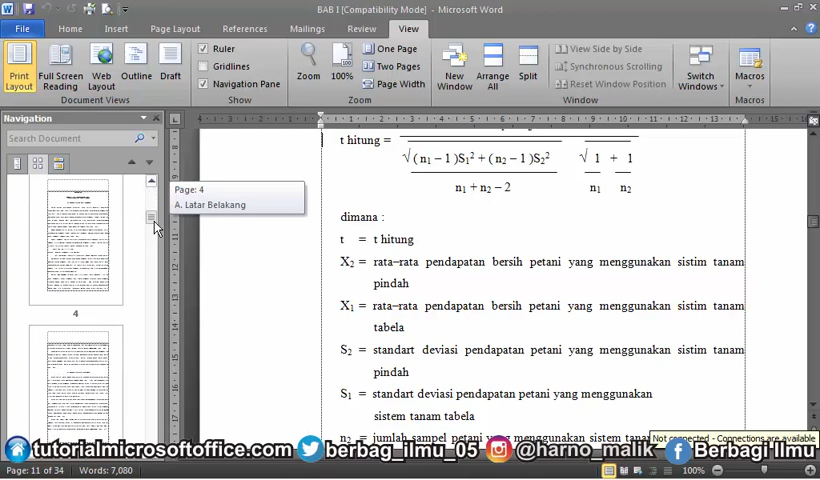 BAB I [Compatibility Mode] - Microsoft Word
File Home Insert Page Layout References Mailings Review View
Print Layout
Full Screen Reading
Web Layout
Outline
Draft
Document Views
Ruler
Gridlines
Navigation Pane
Show
Zoom
100%
One Page
Two Pages
Page Width
Zoom
New Window
Arrange All
Split
View Side by Side
Synchronous Scrolling
Reset Window Position
Window
Switch Windows
Macros
Macros
Navigation
Search Document
Page: 4
A. Latar Belakang
4
t hitung =
√(n₁ – 1)S₁² + (n₂ – 1)S₂² √ 1 + 1
n₁ + n₂ – 2 n₁ n₂
dimana :
t = t hitung
X₂ = rata–rata pendapatan bersih petani yang menggunakan sistim tanam
pindah
X₁ = rata–rata pendapatan bersih petani yang menggunakan sistim tanam
tabela
S₂ = standart deviasi pendapatan petani yang menggunakan sistim tanam
pindah
S₁ = standart deviasi pendapatan petani yang menggunakan
sistem tanam tabela
n₂ = jumlah sampel petani yang menggunakan sistem
Not connected - Connections are available
tutorialmicrosoftoffice.com berbag_ilmu_05 @harno_malik Berbagi Ilmu
Page: 11 of 34 Words: 7,080 100%